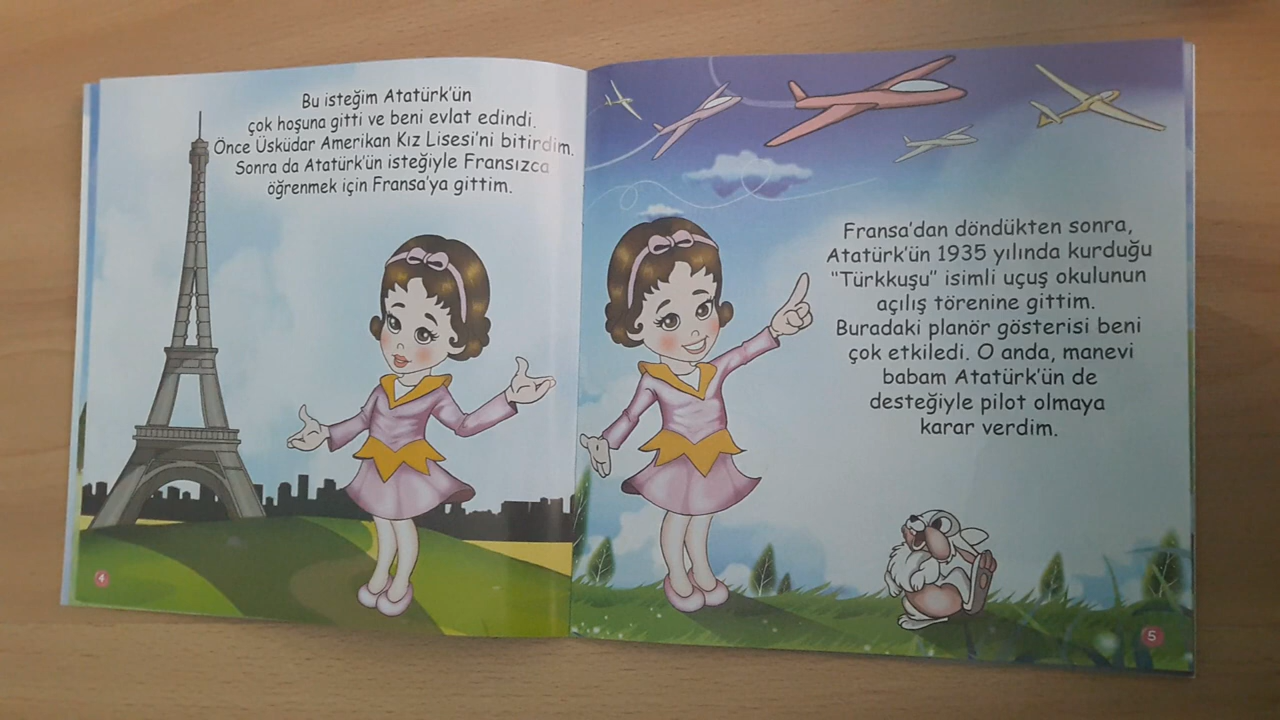 Bu isteğim Atatürk'ün
çok hoşuna gitti ve beni evlat edindi.
Önce Üsküdar Amerikan Kız Lisesi'ni bitirdim.
Sonra da Atatürk'ün isteğiyle Fransızca
öğrenmek için Fransa'ya gittim.
4
Fransa'dan döndükten sonra,
Atatürk'ün 1935 yılında kurduğu
"Türkkuşu" isimli uçuş okulunun
açılış törenine gittim.
Buradaki planör gösterisi beni
çok etkiledi. O anda, manevi
babam Atatürk'ün de
desteğiyle pilot olmaya
karar verdim.
5